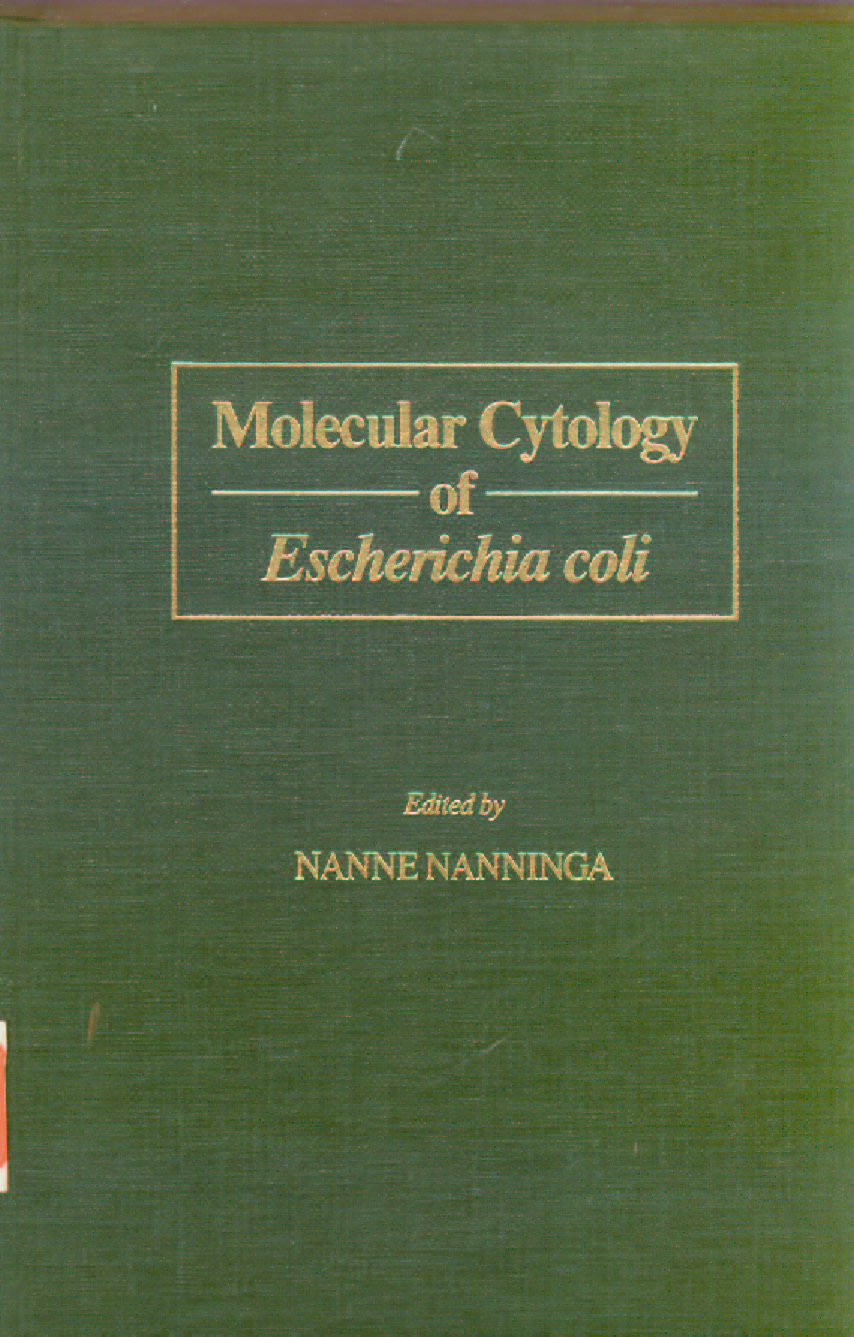 Molecular Cytology
of
Escherichia coli
Edited by
NANNE NANNINGA